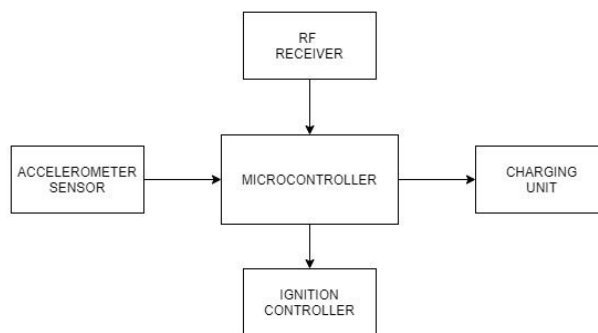 RF
RECEIVER
ACCELEROMETER
SENSOR
MICROCONTROLLER
CHARGING
UNIT
IGNITION
CONTROLLER